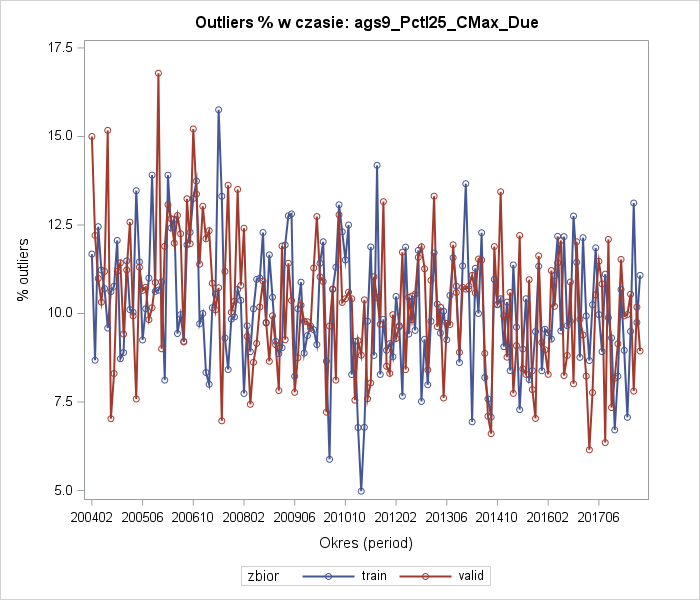 Outliers % w czasie: ags9_Pctl25_CMax_Due
17.5
15.0
12.5
10.0
7.5
5.0
% outliers
200402 200506 200610 200802 200906 201010 201202 201306 201410 201602 201706
Okres (period)
zbior train valid